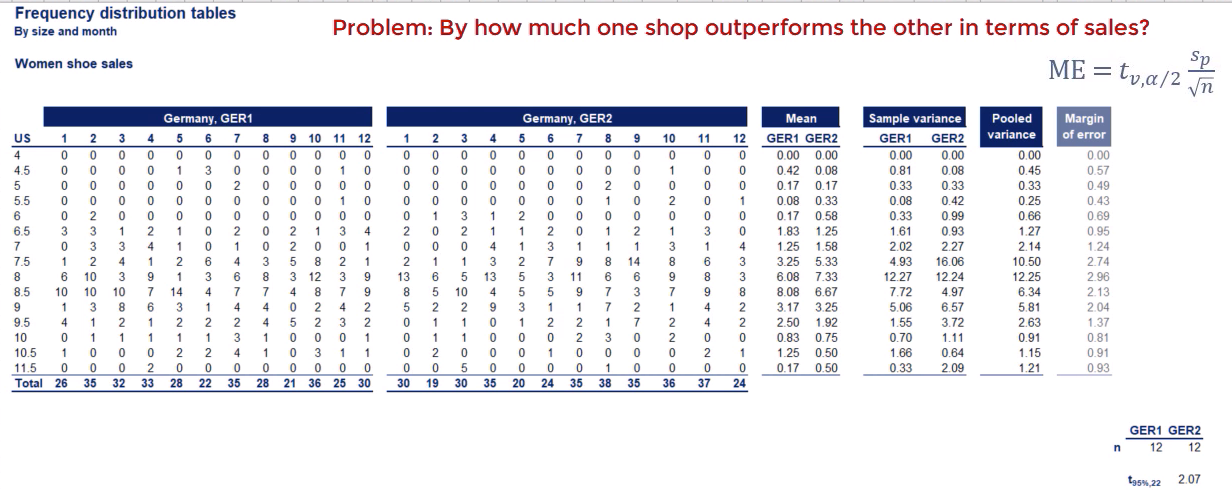 Frequency distribution tables
By size and month
Problem: By how much one shop outperforms the other in terms of sales?
Women shoe sales
ME = t_{v,α/2} s_p/√n
Germany, GER1 Germany, GER2 Mean Sample variance Pooled variance Margin of error
US 1 2 3 4 5 6 7 8 9 10 11 12 1 2 3 4 5 6 7 8 9 10 11 12 GER1 GER2 GER1 GER2
4 0 0 0 0 0 0 0 0 0 0 0 0 0 0 0 0 0 0 0 0 0 0 0 0 0.00 0.00 0.00 0.00 0.00 0.00
4.5 0 0 0 0 1 3 0 0 0 0 1 0 0 0 0 0 0 0 0 0 0 1 0 0 0.42 0.08 0.81 0.08 0.45 0.57
5 0 0 0 0 0 0 2 0 0 0 0 0 0 0 0 0 0 0 0 2 0 0 0 0 0.17 0.17 0.33 0.33 0.33 0.49
5.5 0 0 0 0 0 0 0 0 0 0 1 0 0 0 0 0 0 0 0 1 0 2 0 1 0.08 0.33 0.08 0.42 0.25 0.43
6 0 2 0 0 0 0 0 0 0 0 0 0 0 1 3 1 2 0 0 0 0 0 0 0 0.17 0.58 0.33 0.99 0.66 0.69
6.5 3 3 1 2 1 0 2 0 2 1 3 4 2 0 2 1 1 2 0 1 2 1 3 0 1.83 1.25 1.61 0.93 1.27 0.95
7 0 3 3 4 1 0 1 0 2 0 0 1 0 0 0 4 1 3 1 1 1 3 1 4 1.25 1.58 2.02 2.27 2.14 1.24
7.5 1 2 4 1 2 6 4 3 5 8 2 1 2 1 1 3 2 7 9 8 14 8 6 3 3.25 5.33 4.93 16.06 10.50 2.74
8 6 10 3 9 1 3 6 8 3 12 3 9 13 6 5 13 5 3 11 6 6 9 8 3 6.08 7.33 12.27 12.24 12.25 2.96
8.5 10 10 10 7 14 4 7 7 4 8 7 9 8 5 10 4 5 5 9 7 3 7 9 8 8.08 6.67 7.72 4.97 6.34 2.13
9 1 3 8 6 3 1 4 4 0 2 4 2 5 2 2 9 3 1 1 7 2 1 4 2 3.17 3.25 5.06 6.57 5.81 2.04
9.5 4 1 2 1 2 2 2 4 5 2 3 2 0 1 1 0 1 2 2 1 7 2 4 2 2.50 1.92 1.55 3.72 2.63 1.37
10 0 1 1 1 1 1 3 1 0 0 1 1 0 1 1 0 0 0 2 3 0 2 0 0 0.83 0.75 0.70 1.11 0.91 0.81
10.5 1 0 0 0 2 2 4 1 0 3 1 1 0 2 0 0 0 1 0 0 0 0 2 1 1.25 0.50 1.66 0.64 1.15 0.91
11.5 0 0 0 2 0 0 0 0 0 0 0 0 0 0 5 0 0 0 0 1 0 0 0 0 0.17 0.50 0.33 2.09 1.21 0.93
Total 26 35 32 33 28 22 35 28 21 36 25 30 30 19 30 35 20 24 35 38 35 36 37 24
GER1 GER2
n 12 12
t95%,22 2.07